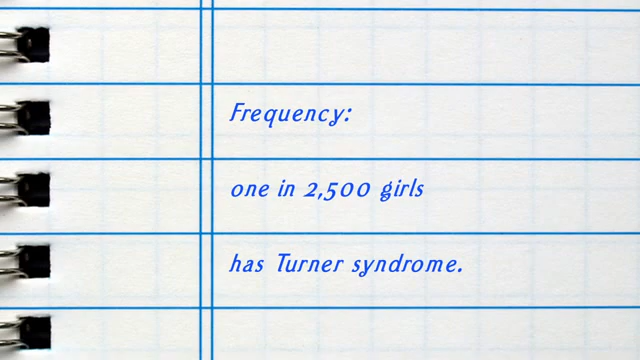 Frequency:
one in 2,500 girls
has Turner syndrome.